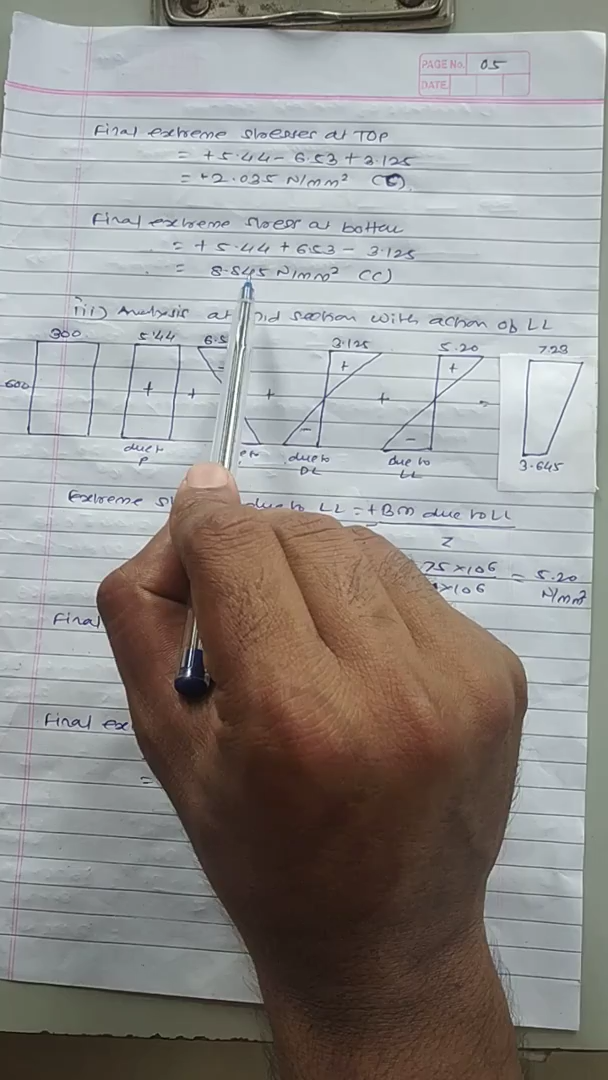 PAGE No. 05
DATE
Final extreme stresses at TOP
= +5.44 - 6.53 + 3.125
= +2.035 N/mm² (C)
Final extreme stress at bottom
= + 5.44 + 6.53 - 3.125
= 8.845 N/mm² (C)
iii) Analysis at mid section with action of LL
300 5.44 6.5 3.125 5.20 7.23
600 + + - + + - + + - =
due to P due to DL due to LL 3.645
Extreme due to LL = ± BM due to LL
Z
75 × 10⁶ = 5.20
× 10⁶ N/mm²
Final
Final ex
=